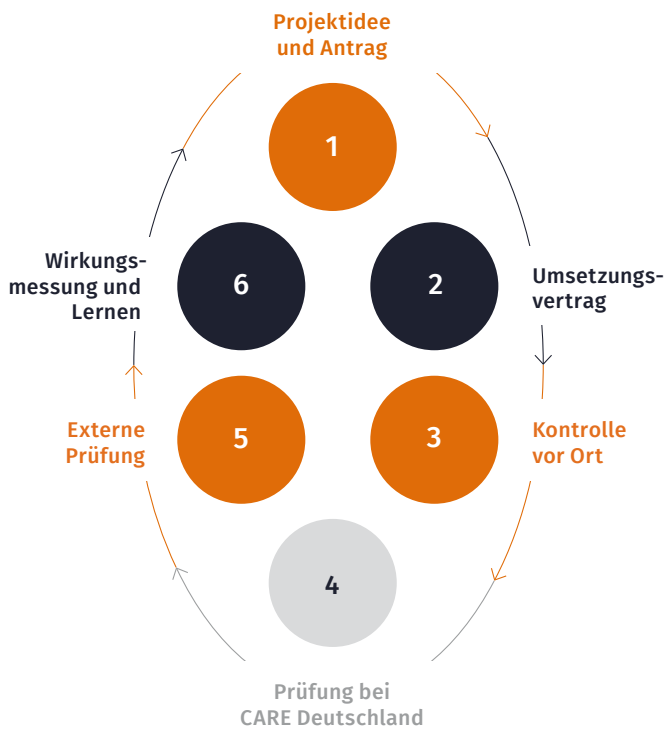 Projektidee
und Antrag
1
2
Umsetzungs-
vertrag
3
Kontrolle
vor Ort
4
Prüfung bei
CARE Deutschland
5
Externe
Prüfung
6
Wirkungs-
messung und
Lernen